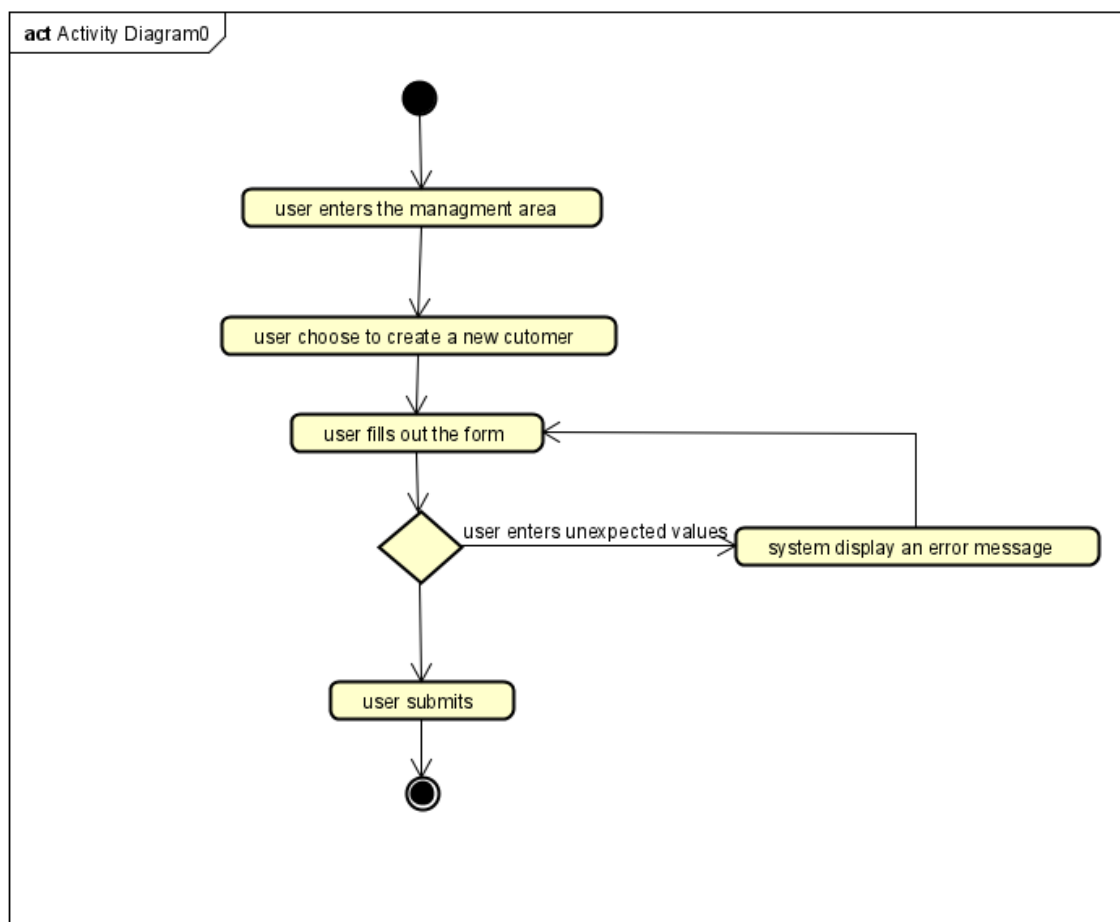 act Activity Diagram0
user enters the managment area
user choose to create a new cutomer
user fills out the form
user enters unexpected values
system display an error message
user submits